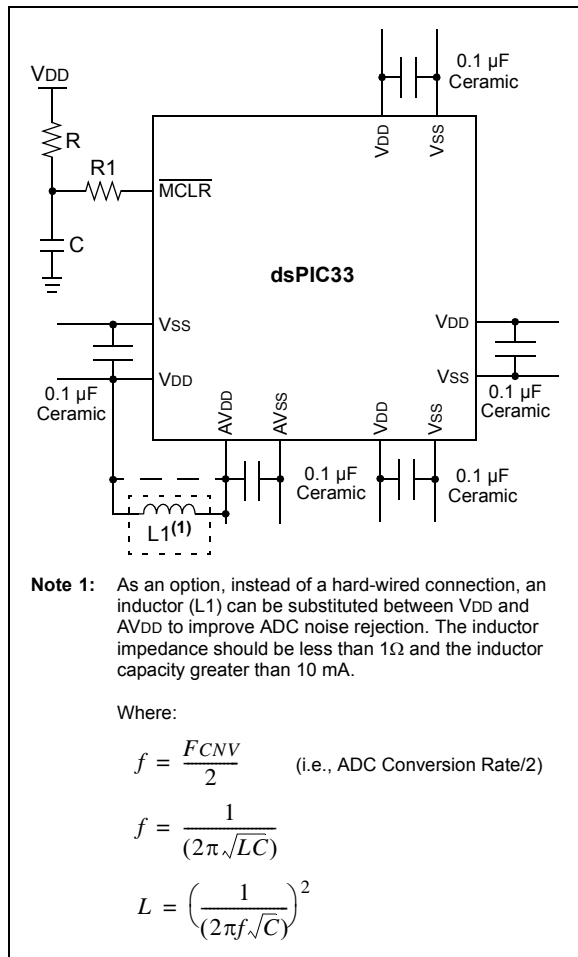 0.1 µF
Ceramic
VDD
R
R1
C
MCLR
VDD
VSS
dsPIC33
VSS
VDD
0.1 µF
Ceramic
VDD
VSS
0.1 µF
Ceramic
AVDD
AVSS
VDD
VSS
0.1 µF
Ceramic
0.1 µF
Ceramic
L1(1)
Note 1: As an option, instead of a hard-wired connection, an
inductor (L1) can be substituted between VDD and
AVDD to improve ADC noise rejection. The inductor
impedance should be less than 1Ω and the inductor
capacity greater than 10 mA.
Where:
f = FCNV / 2 (i.e., ADC Conversion Rate/2)
f = 1 / (2π√LC)
L = (1 / (2πf√C))²